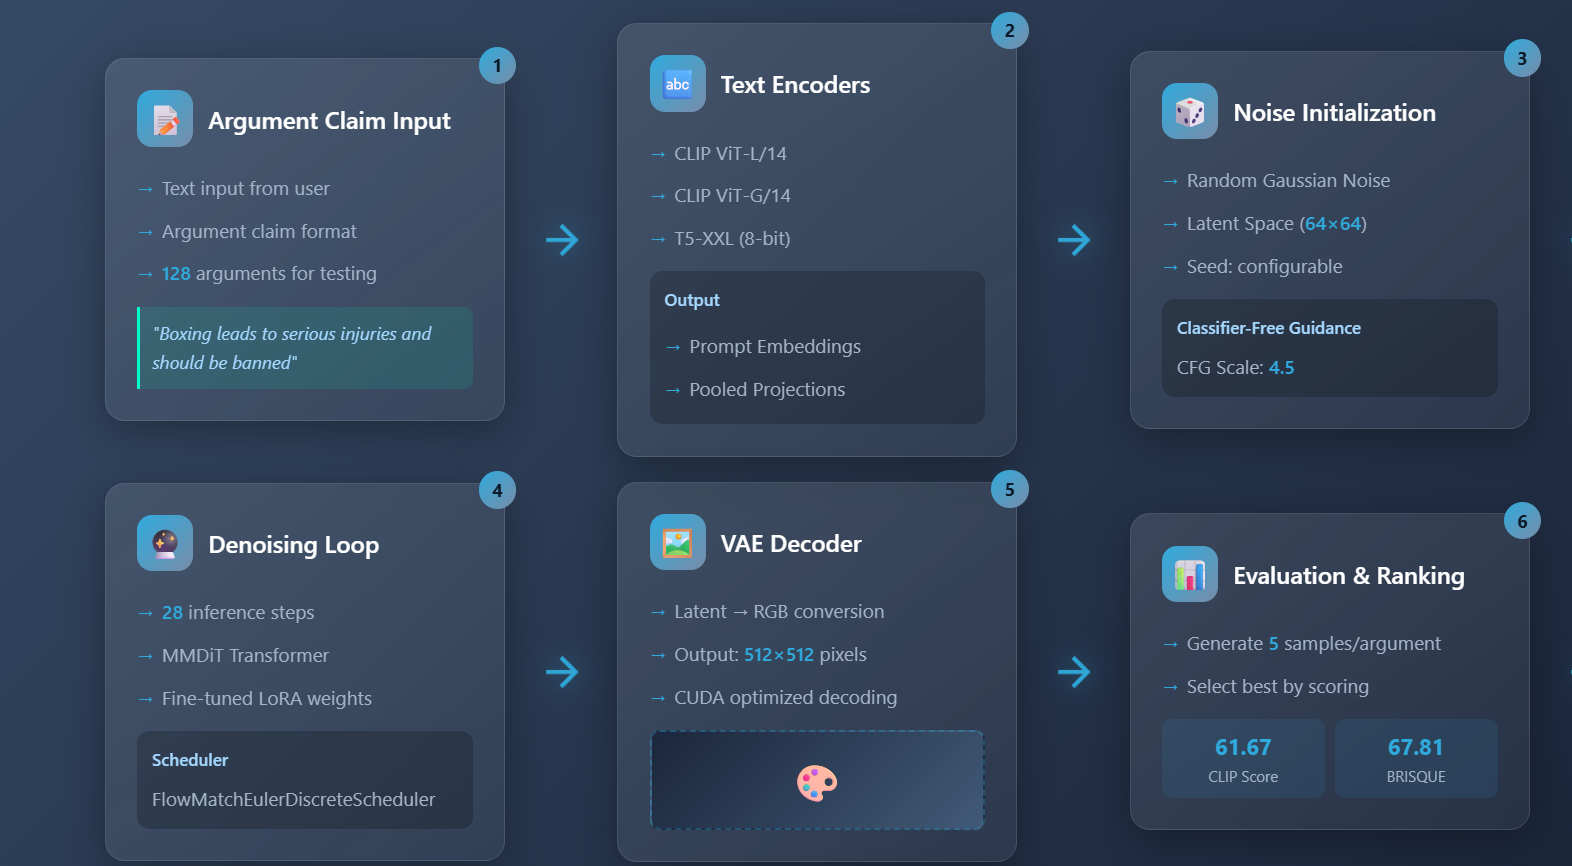 1
Argument Claim Input
→ Text input from user
→ Argument claim format
→ 128 arguments for testing
"Boxing leads to serious injuries and
should be banned"
→
2
abc
Text Encoders
→ CLIP ViT-L/14
→ CLIP ViT-G/14
→ T5-XXL (8-bit)
Output
→ Prompt Embeddings
→ Pooled Projections
→
3
Noise Initialization
→ Random Gaussian Noise
→ Latent Space (64×64)
→ Seed: configurable
Classifier-Free Guidance
CFG Scale: 4.5
4
Denoising Loop
→ 28 inference steps
→ MMDiT Transformer
→ Fine-tuned LoRA weights
Scheduler
FlowMatchEulerDiscreteScheduler
→
5
VAE Decoder
→ Latent → RGB conversion
→ Output: 512×512 pixels
→ CUDA optimized decoding
→
6
Evaluation & Ranking
→ Generate 5 samples/argument
→ Select best by scoring
61.67
CLIP Score
67.81
BRISQUE